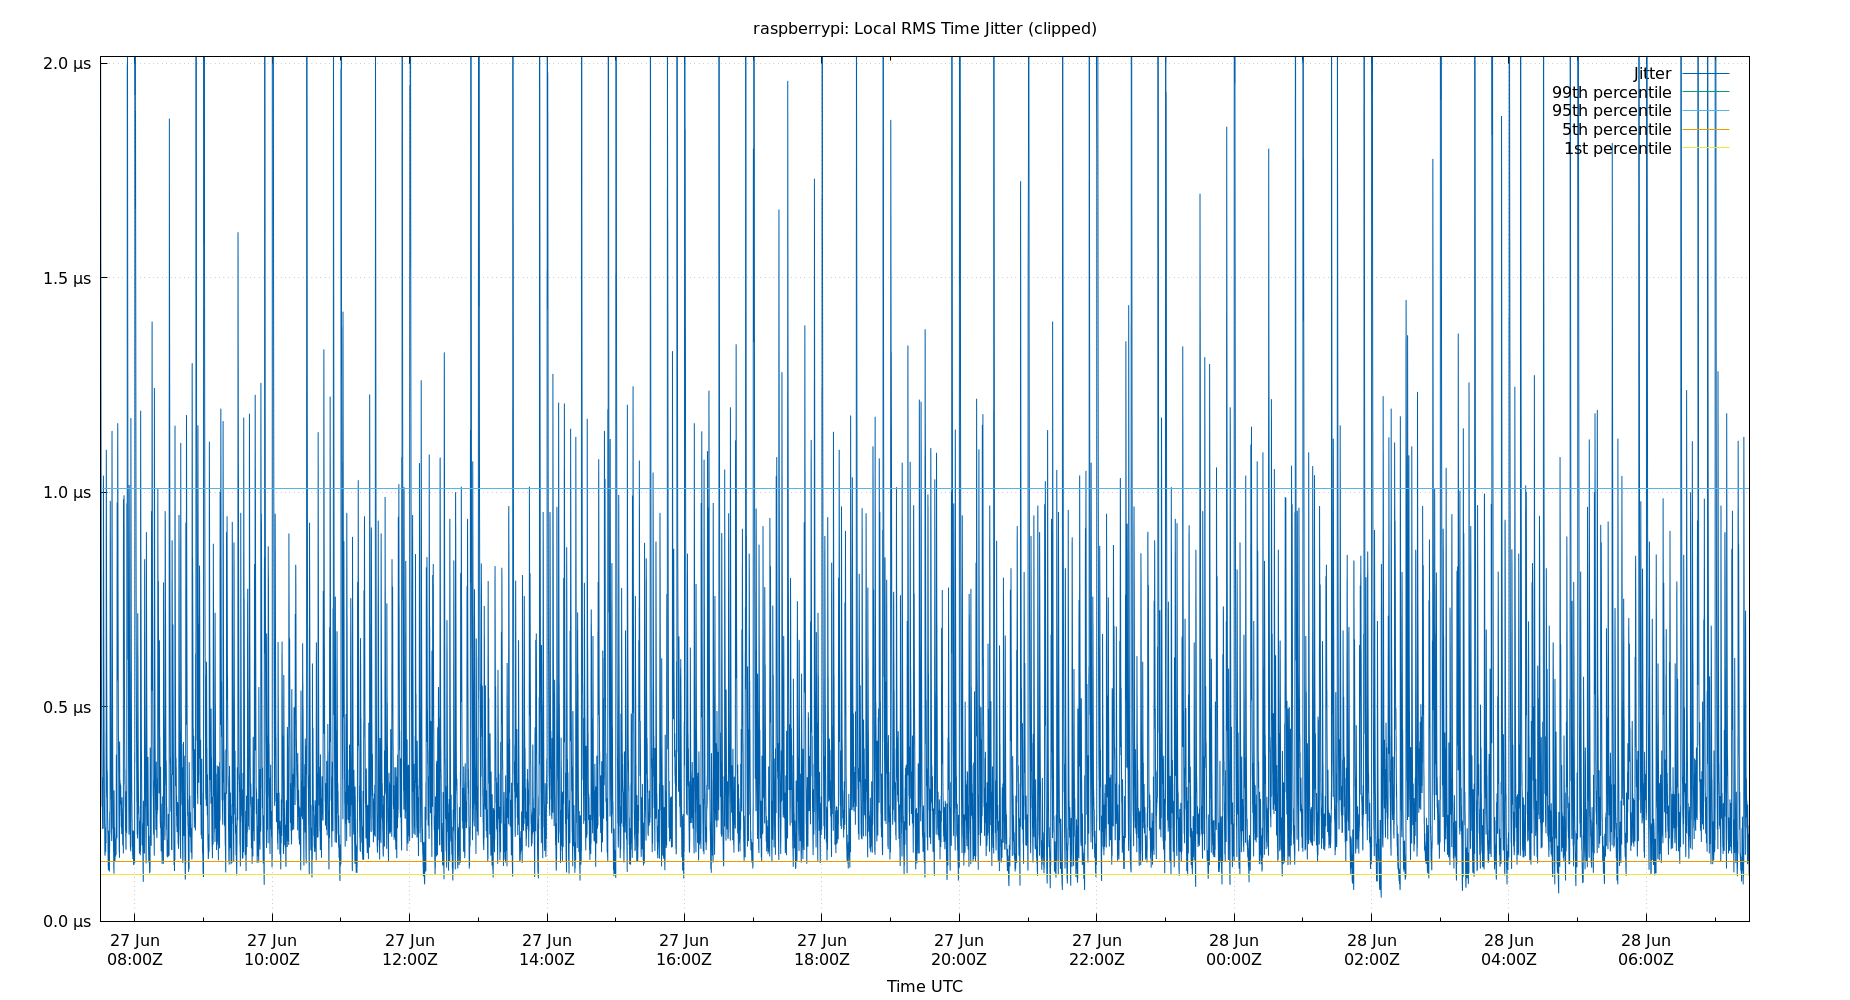 raspberrypi: Local RMS Time Jitter (clipped)
2.0 µs
1.5 µs
1.0 µs
0.5 µs
0.0 µs
Jitter
99th percentile
95th percentile
5th percentile
1st percentile
27 Jun 27 Jun 27 Jun 27 Jun 27 Jun 27 Jun 27 Jun 27 Jun 28 Jun 28 Jun 28 Jun 28 Jun
08:00Z 10:00Z 12:00Z 14:00Z 16:00Z 18:00Z 20:00Z 22:00Z 00:00Z 02:00Z 04:00Z 06:00Z
Time UTC